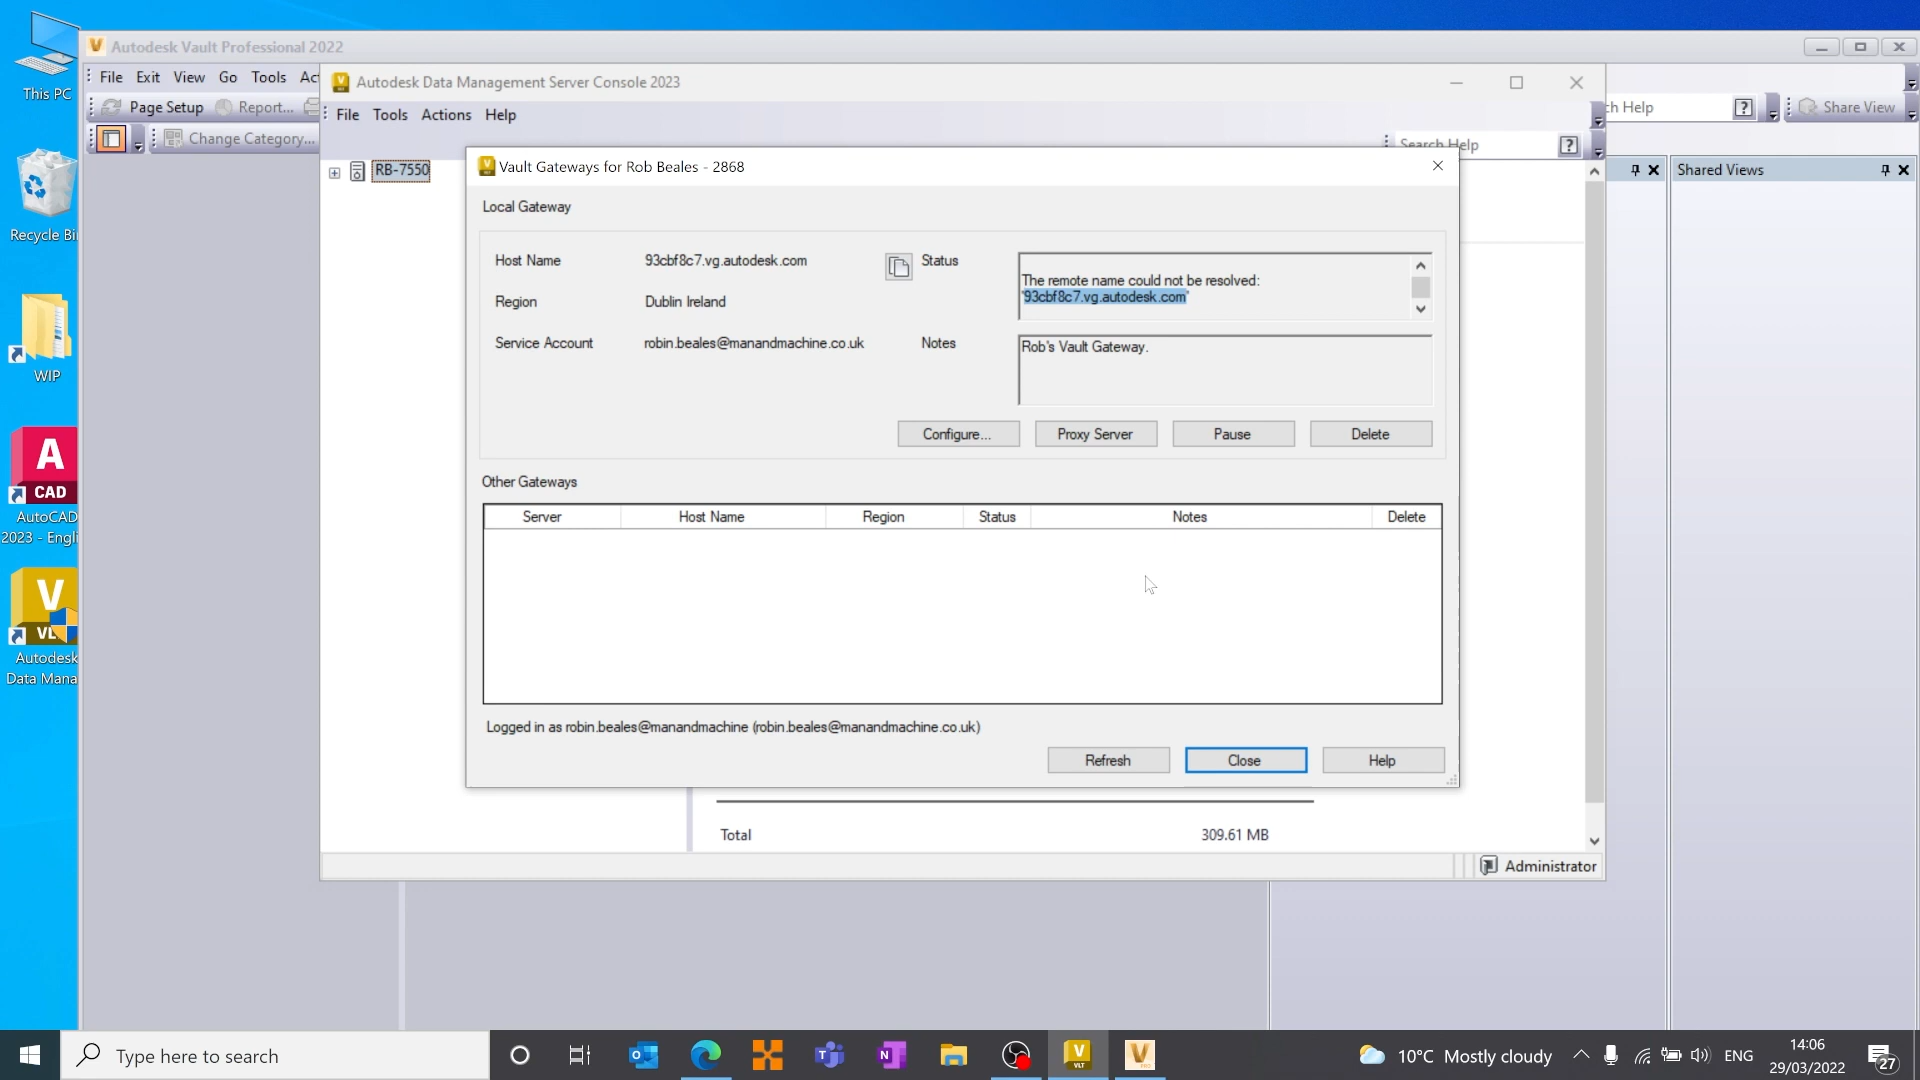 This PC
Recycle Bi
WIP
A
CAD
AutoCAD
2023 - Engli
V
VL
Autodesk
Data Mana
Autodesk Vault Professional 2022
File Exit View Go Tools Act
Page Setup Report...
Change Category...
ch Help
Share View
Shared Views
Autodesk Data Management Server Console 2023
File Tools Actions Help
Search Help
RB-7550
Vault Gateways for Rob Beales - 2868
Local Gateway
Host Name 93cbf8c7.vg.autodesk.com Status
The remote name could not be resolved:
'93cbf8c7.vg.autodesk.com'
Region Dublin Ireland
Service Account robin.beales@manandmachine.co.uk Notes Rob's Vault Gateway.
Configure... Proxy Server Pause Delete
Other Gateways
Server Host Name Region Status Notes Delete
Logged in as robin.beales@manandmachine (robin.beales@manandmachine.co.uk)
Refresh Close Help
Total 309.61 MB
Administrator
Type here to search
10°C Mostly cloudy
ENG
14:06
29/03/2022
27